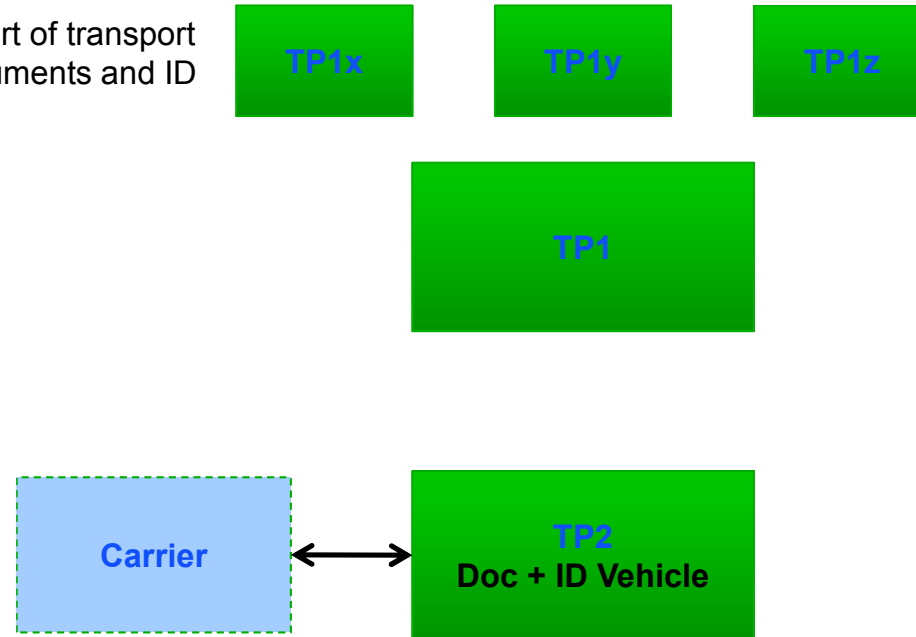 rt of transport
uments and ID
TP1x
TP1y
TP1z
TP1
Carrier
TP2
Doc + ID Vehicle